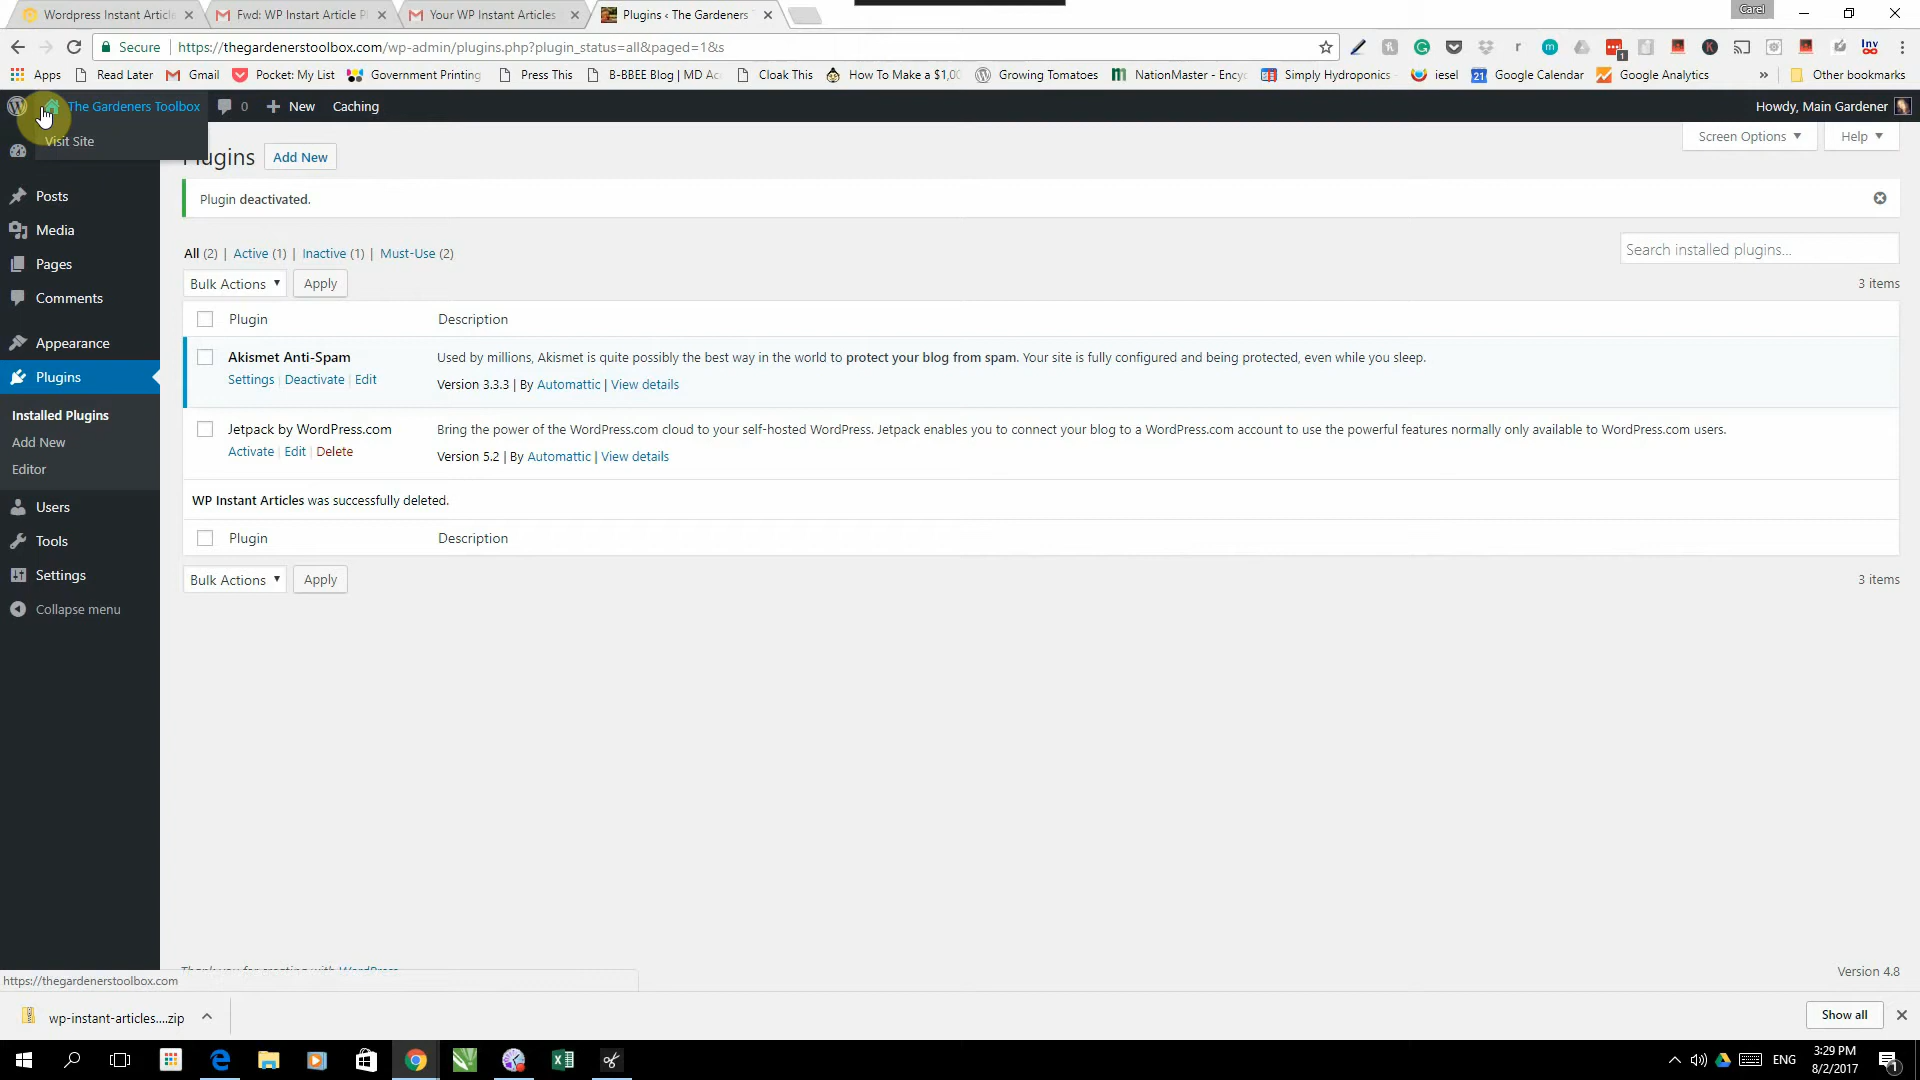 Wordpress Instant Article
Fwd: WP Instart Article P
Your WP Instant Articles
Plugins ‹ The Gardeners T
Carel
Secure
https://thegardenerstoolbox.com/wp-admin/plugins.php?plugin_status=all&paged=1&s
Apps
Read Later
Gmail
Pocket: My List
Government Printing
Press This
B-BBEE Blog | MD Ac
Cloak This
How To Make a $1,00
Growing Tomatoes
NationMaster - Ency
Simply Hydroponics
iesel
Google Calendar
Google Analytics
»
Other bookmarks
The Gardeners Toolbox
0
New
Caching
Howdy, Main Gardener
Visit Site
Screen Options
Help
Plugins
Add New
Plugin deactivated.
Posts
Media
Pages
Comments
Appearance
Plugins
Installed Plugins
Add New
Editor
Users
Tools
Settings
Collapse menu
All (2) | Active (1) | Inactive (1) | Must-Use (2)
Search installed plugins...
Bulk Actions
Apply
3 items
Plugin
Description
Akismet Anti-Spam
Used by millions, Akismet is quite possibly the best way in the world to protect your blog from spam. Your site is fully configured and being protected, even while you sleep.
Settings | Deactivate | Edit
Version 3.3.3 | By Automattic | View details
Jetpack by WordPress.com
Bring the power of the WordPress.com cloud to your self-hosted WordPress. Jetpack enables you to connect your blog to a WordPress.com account to use the powerful features normally only available to WordPress.com users.
Activate | Edit | Delete
Version 5.2 | By Automattic | View details
WP Instant Articles was successfully deleted.
Plugin
Description
Bulk Actions
Apply
3 items
Thank you for creating with WordPress.
Version 4.8
https://thegardenerstoolbox.com
wp-instant-articles....zip
Show all
ENG
3:29 PM
8/2/2017